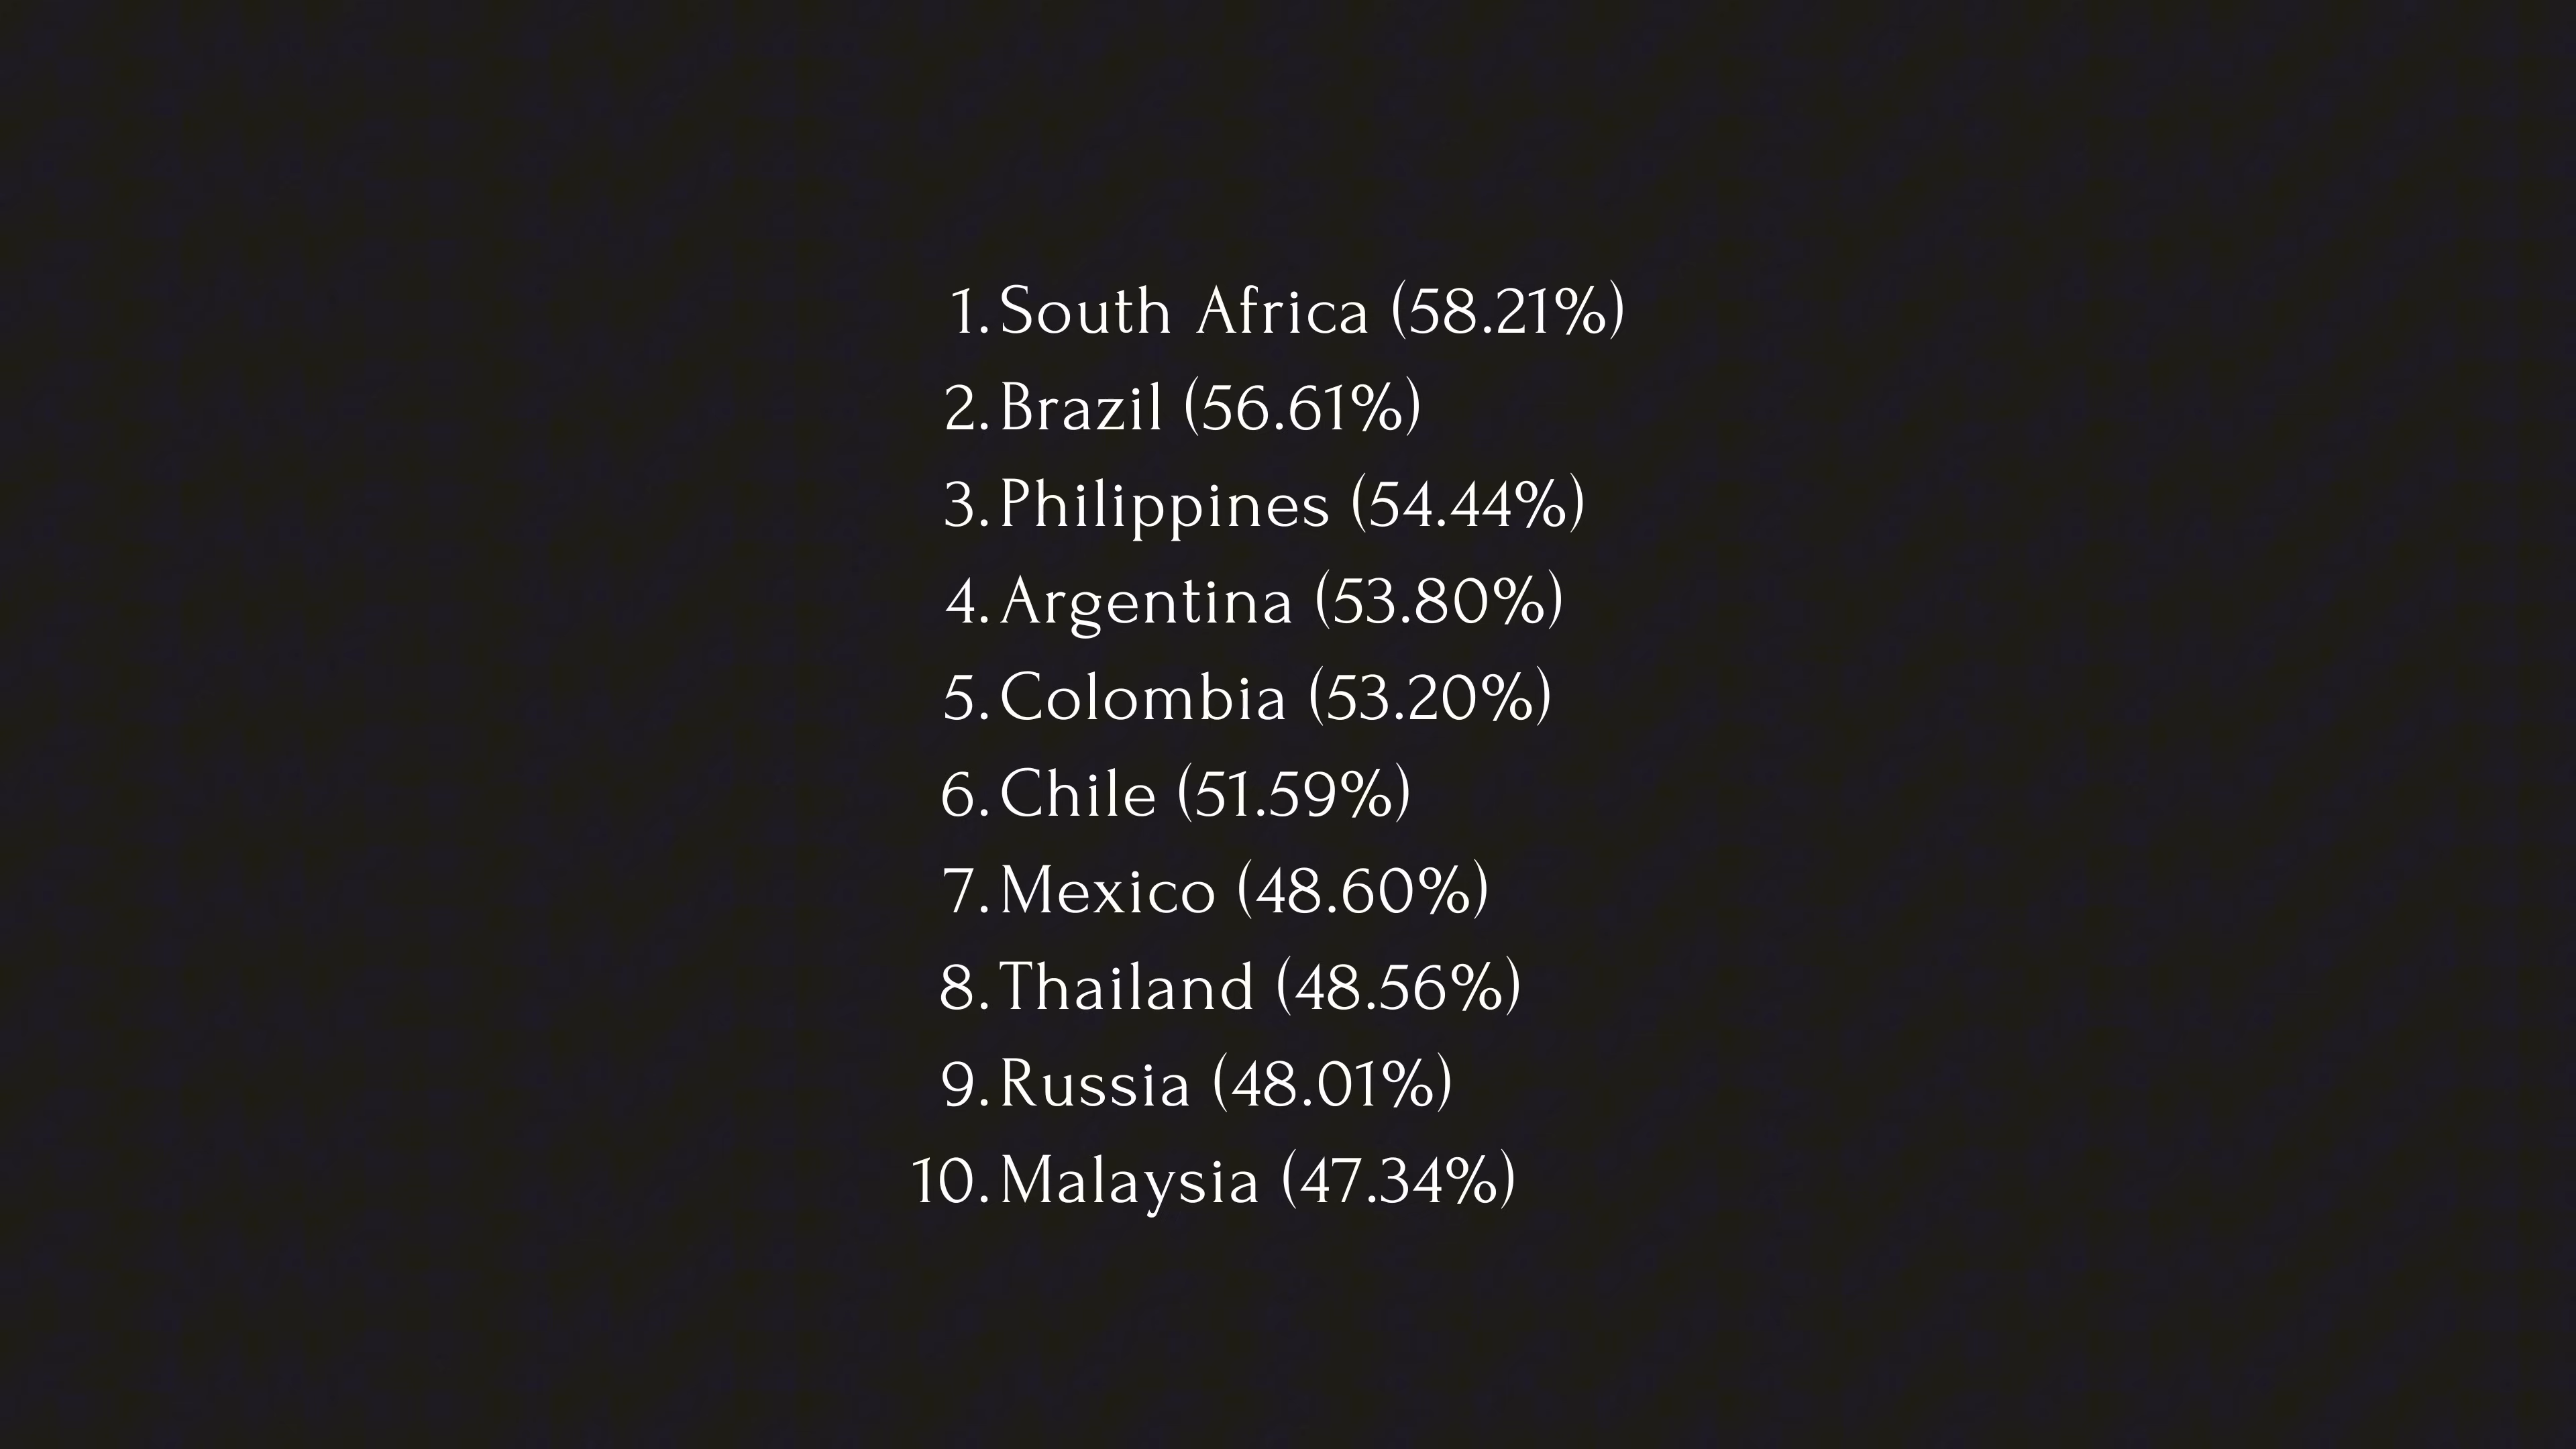 1. South Africa (58.21%)
2. Brazil (56.61%)
3. Philippines (54.44%)
4. Argentina (53.80%)
5. Colombia (53.20%)
6. Chile (51.59%)
7. Mexico (48.60%)
8. Thailand (48.56%)
9. Russia (48.01%)
10. Malaysia (47.34%)